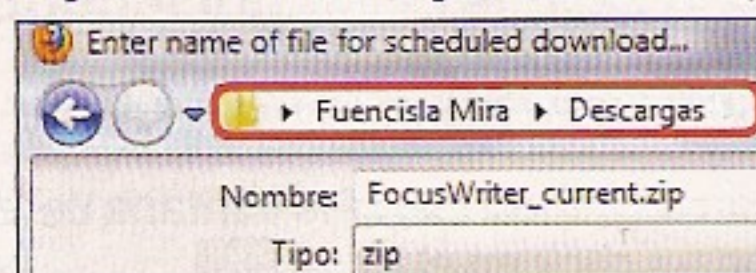 Enter name of file for scheduled download...
Fuencisla Mira ▸ Descargas
Nombre: FocusWriter_current.zip
Tipo: zip